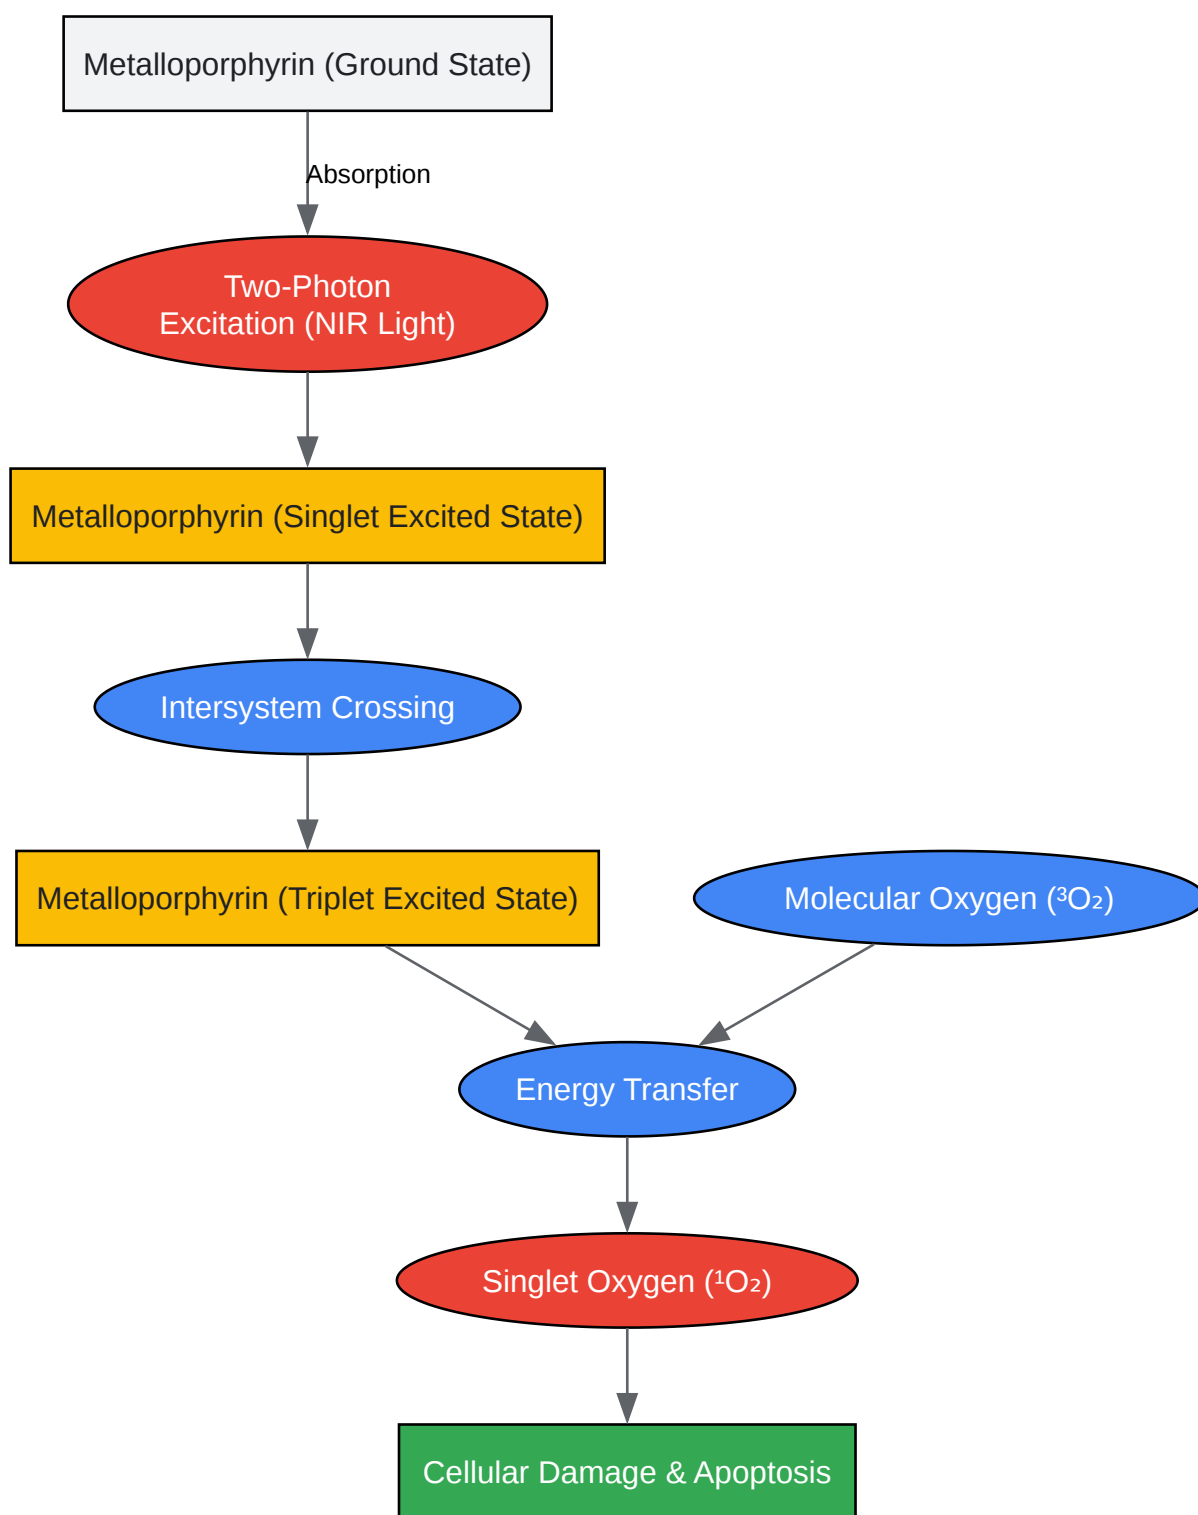 Metalloporphyrin (Ground State)
Absorption
Two-Photon
Excitation (NIR Light)
Metalloporphyrin (Singlet Excited State)
Intersystem Crossing
Metalloporphyrin (Triplet Excited State)
Molecular Oxygen (³O₂)
Energy Transfer
Singlet Oxygen (¹O₂)
Cellular Damage & Apoptosis